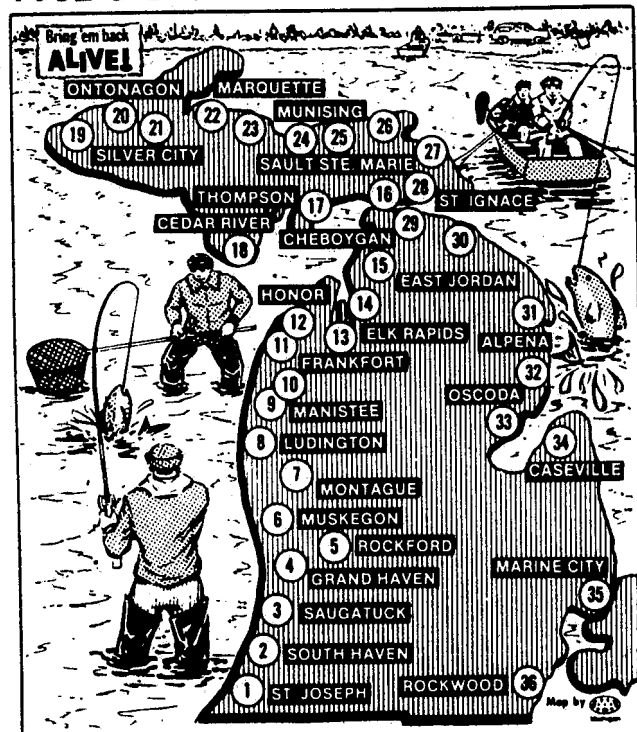 Bring 'em back
ALIVE!
ONTONAGON
MARQUETTE
MUNISING
20
22
26
19
21
23
24
25
27
SILVER CITY
SAULT STE. MARIE
16
28
THOMPSON
17
ST IGNACE
CEDAR RIVER
29
30
18
CHEBOYGAN
15
EAST JORDAN
HONOR
14
31
12
13
ELK RAPIDS
ALPENA
11
FRANKFORT
10
32
OSCODA
9
MANISTEE
33
8
LUDINGTON
34
CASEVILLE
7
MONTAGUE
6
MUSKEGON
5
ROCKFORD
4
GRAND HAVEN
MARINE CITY
35
3
SAUGATUCK
2
SOUTH HAVEN
1
ST. JOSEPH
ROCKWOOD
36
Map by AAA
Michigan